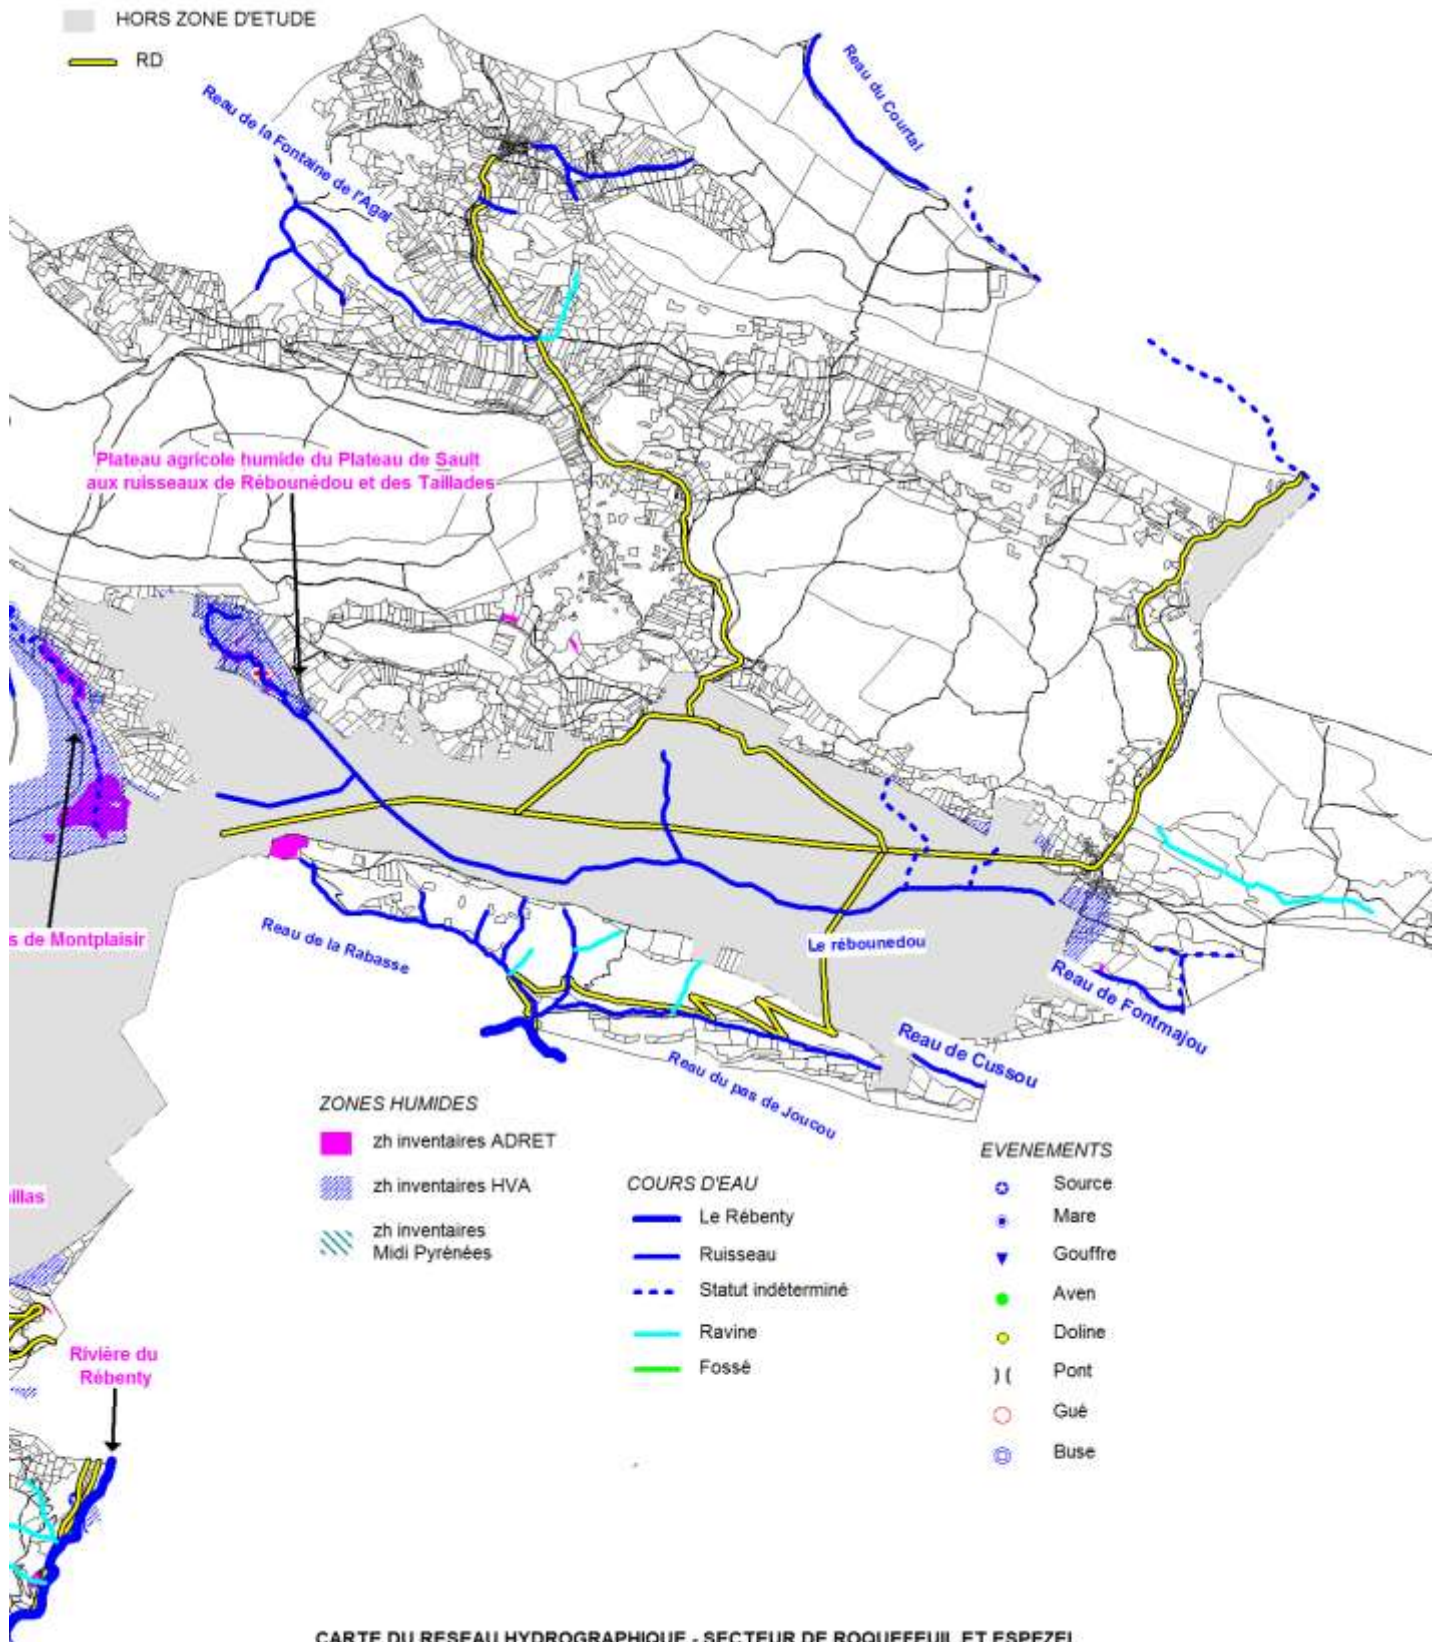 HORS ZONE D'ETUDE
RD
Reau de la Fontaine de l'Agal
Reau du Courtal
Plateau agricole humide du Plateau de Sault
aux ruisseaux de Rébounédou et des Taillades
s de Montplaisir
Reau de la Rabasse
Le rébounedou
Reau de Fontmajou
Reau de Cussou
Reau du pas de Joucou
illas
Rivière du
Rébenty
ZONES HUMIDES
zh inventaires ADRET
zh inventaires HVA
zh inventaires
Midi Pyrénées
COURS D'EAU
Le Rébenty
Ruisseau
Statut indéterminé
Ravine
Fossé
EVENEMENTS
Source
Mare
Gouffre
Aven
Doline
Pont
Gué
Buse
CARTE DU RESEAU HYDROGRAPHIQUE - SECTEUR DE ROQUEFEUIL ET ESPEZEL